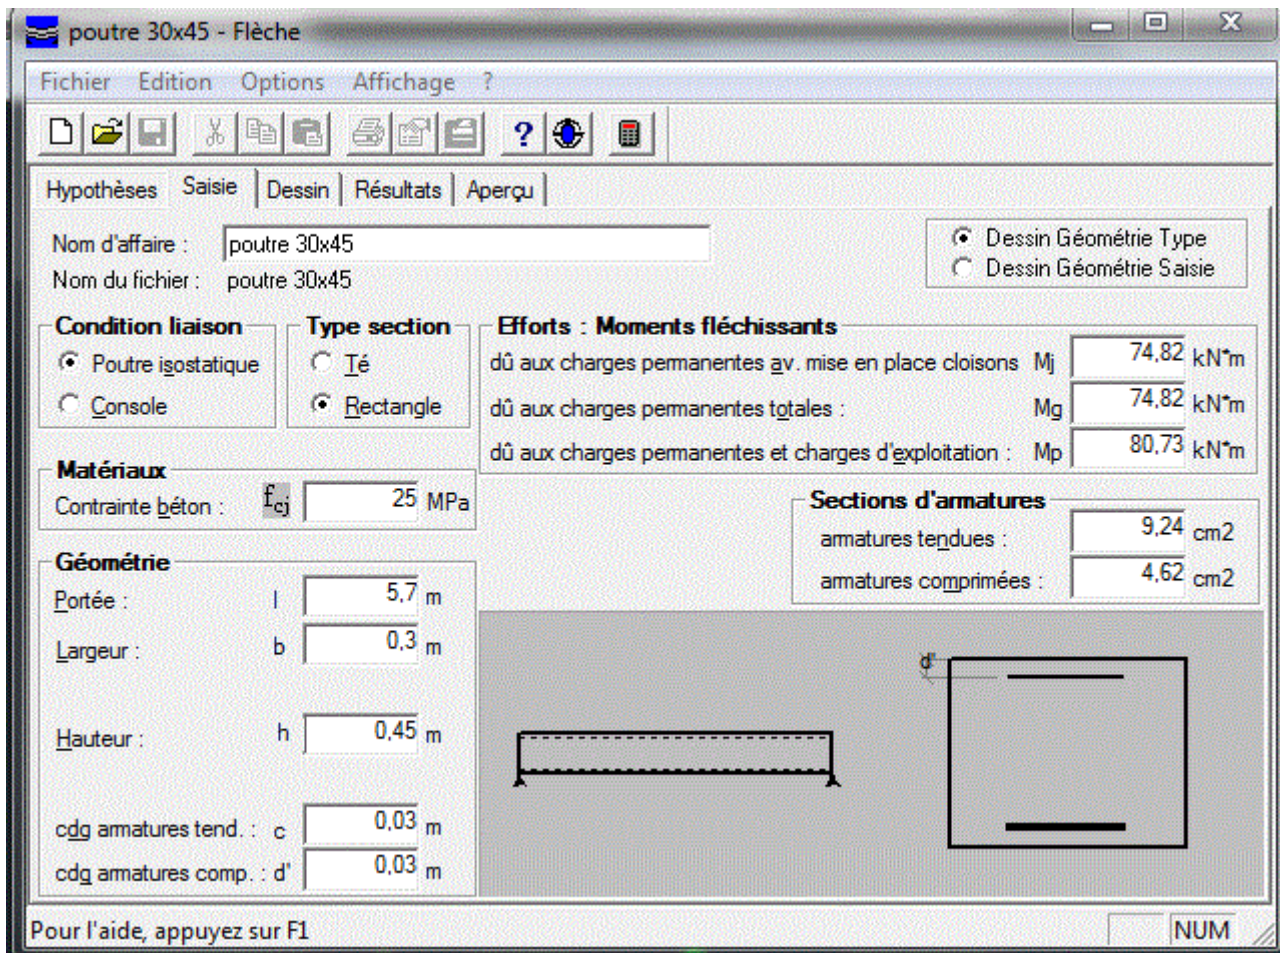 poutre 30x45 - Flèche
Fichier Edition Options Affichage ?
Hypothèses Saisie Dessin Résultats Aperçu
Nom d'affaire : poutre 30x45
Nom du fichier : poutre 30x45
Dessin Géométrie Type
Dessin Géométrie Saisie
Condition liaison
Poutre isostatique
Console
Type section
Té
Rectangle
Efforts : Moments fléchissants
dû aux charges permanentes av. mise en place cloisons Mj 74,82 kN*m
dû aux charges permanentes totales : Mg 74,82 kN*m
dû aux charges permanentes et charges d'exploitation : Mp 80,73 kN*m
Matériaux
Contrainte béton : fcj 25 MPa
Sections d'armatures
armatures tendues : 9,24 cm2
armatures comprimées : 4,62 cm2
Géométrie
Portée : l 5,7 m
Largeur : b 0,3 m
Hauteur : h 0,45 m
cdg armatures tend. : c 0,03 m
cdg armatures comp. : d' 0,03 m
d'
Pour l'aide, appuyez sur F1
NUM